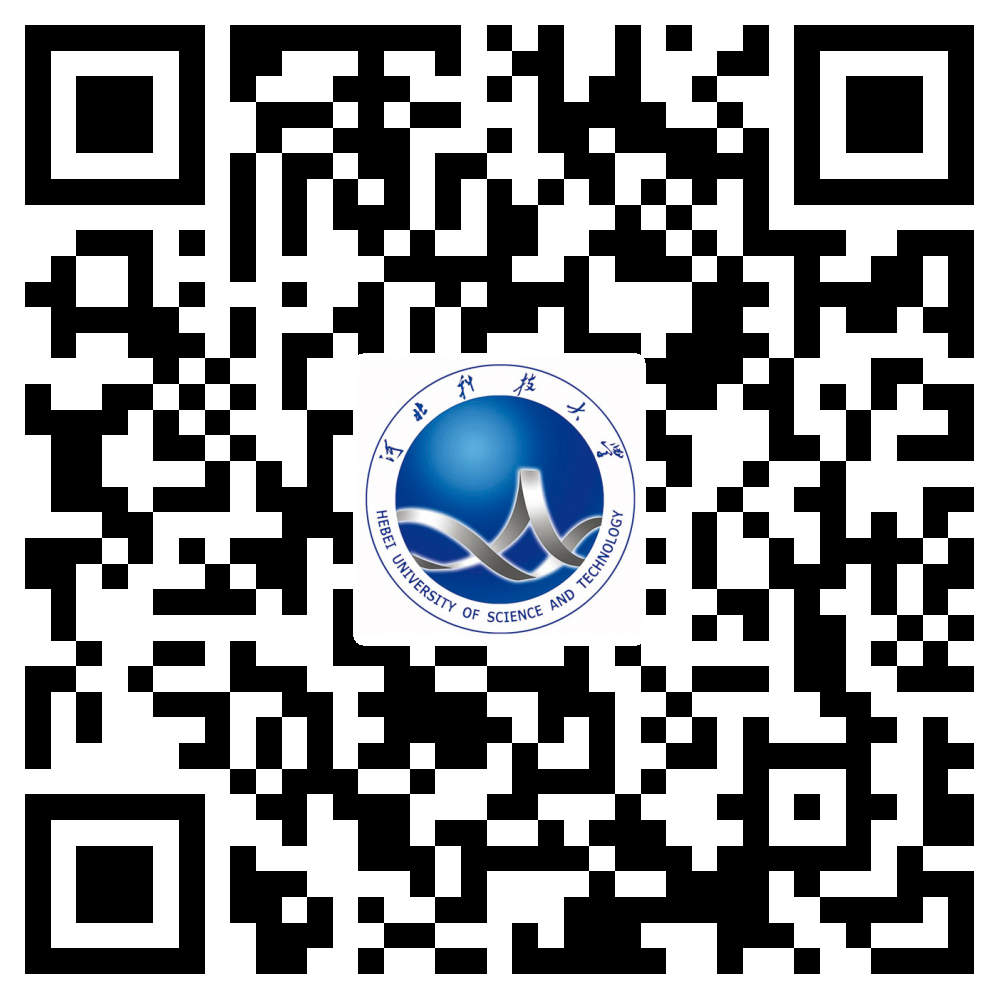 河北科技大学
HEBEI UNIVERSITY OF SCIENCE AND TECHNOLOGY